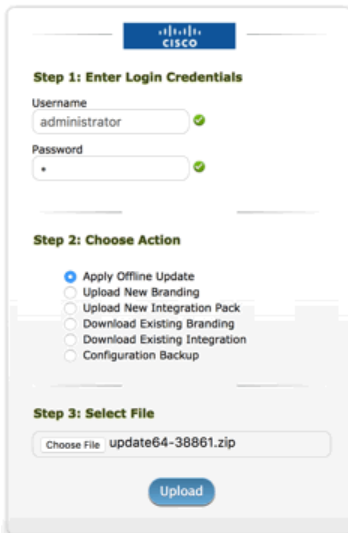 CISCO
Step 1: Enter Login Credentials
Username
administrator
Password
•
Step 2: Choose Action
Apply Offline Update
Upload New Branding
Upload New Integration Pack
Download Existing Branding
Download Existing Integration
Configuration Backup
Step 3: Select File
Choose File update64-38861.zip
Upload